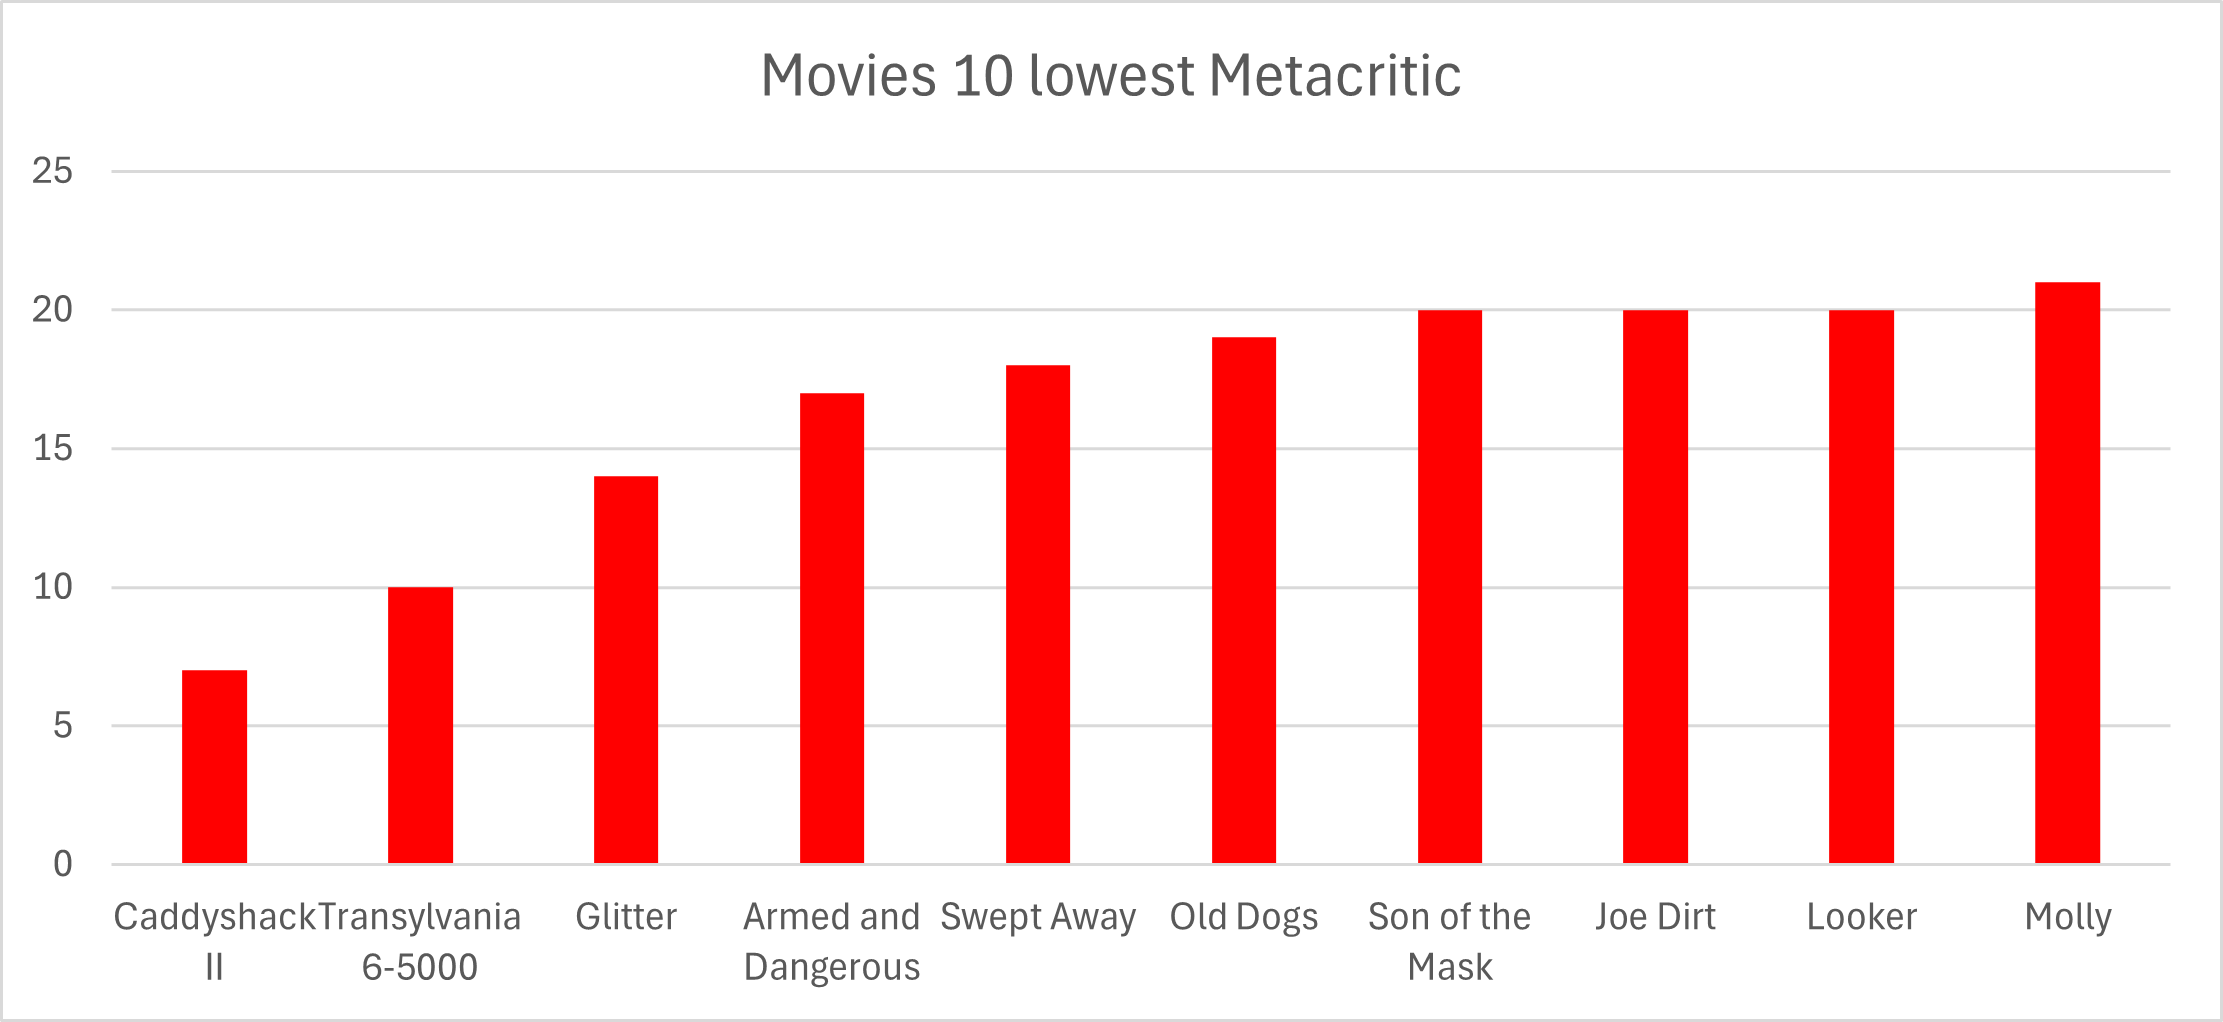 Movies 10 lowest Metacritic
25
20
15
10
5
0
Caddyshack II
Transylvania 6-5000
Glitter
Armed and Dangerous
Swept Away
Old Dogs
Son of the Mask
Joe Dirt
Looker
Molly